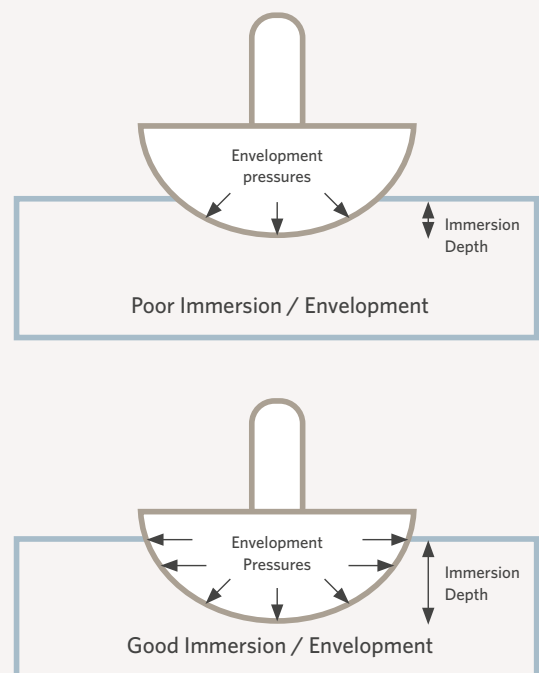 Envelopment
pressures
Immersion
Depth
Poor Immersion / Envelopment
Envelopment
Pressures
Immersion
Depth
Good Immersion / Envelopment